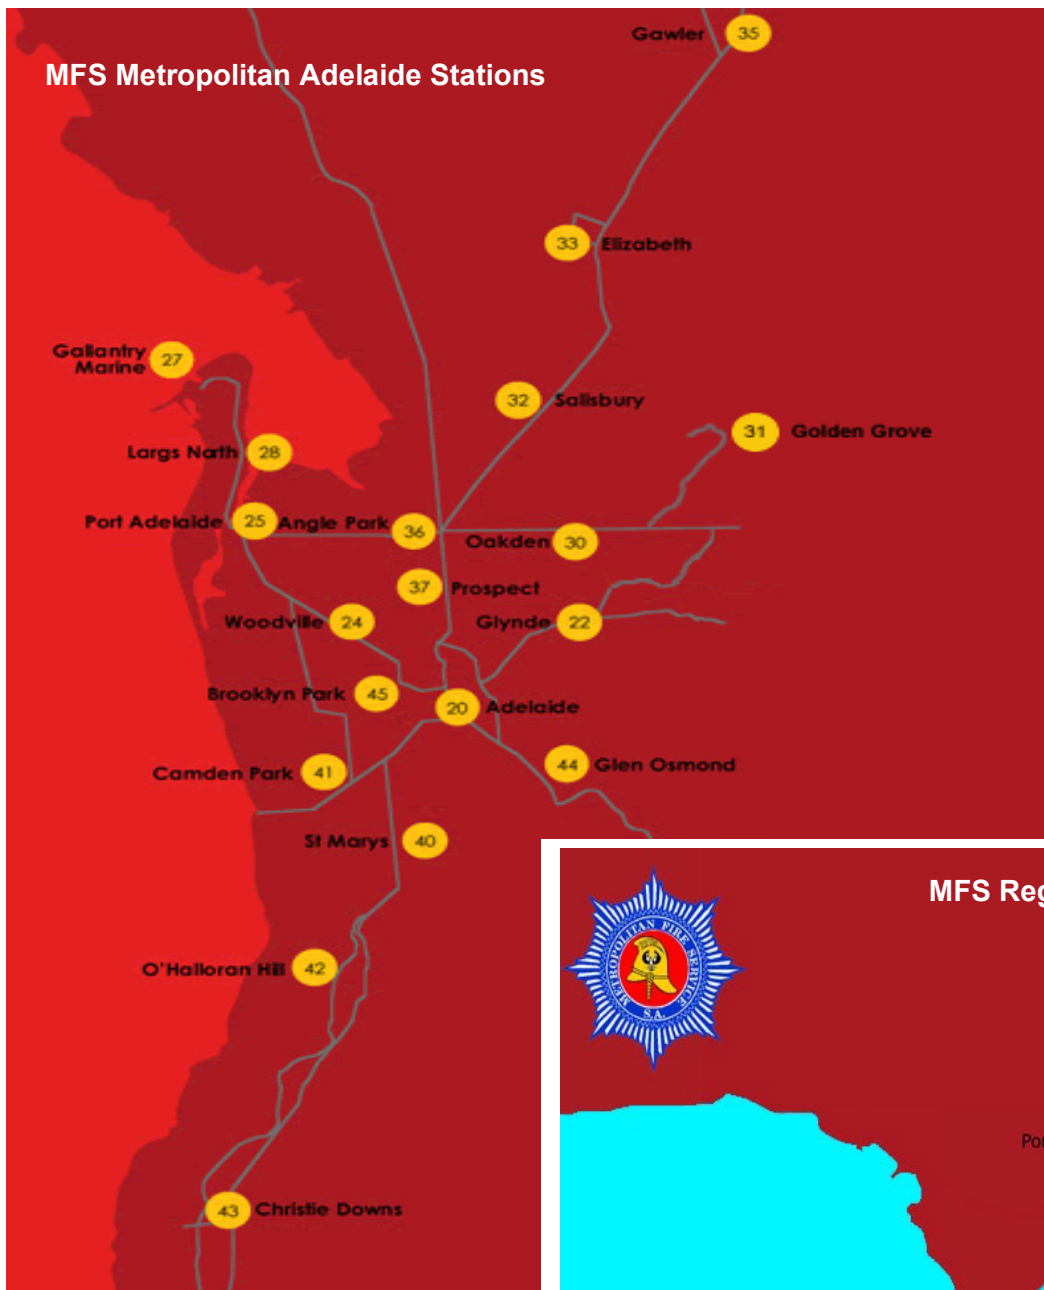 Gawler 35
MFS Metropolitan Adelaide Stations
33 Elizabeth
Gallantry
Marine 27
32 Salisbury
31 Golden Grove
Largs North 28
Port Adelaide 25
Angle Park 36
Oakden 30
37 Prospect
Woodville 24
Glynde 22
Brooklyn Park 45
20 Adelaide
Camden Park 41
44 Glen Osmond
St Marys 40
MFS Reg
METROPOLITAN FIRE SERVICE
S.A.
O'Halloran Hill 42
Por
43 Christie Downs